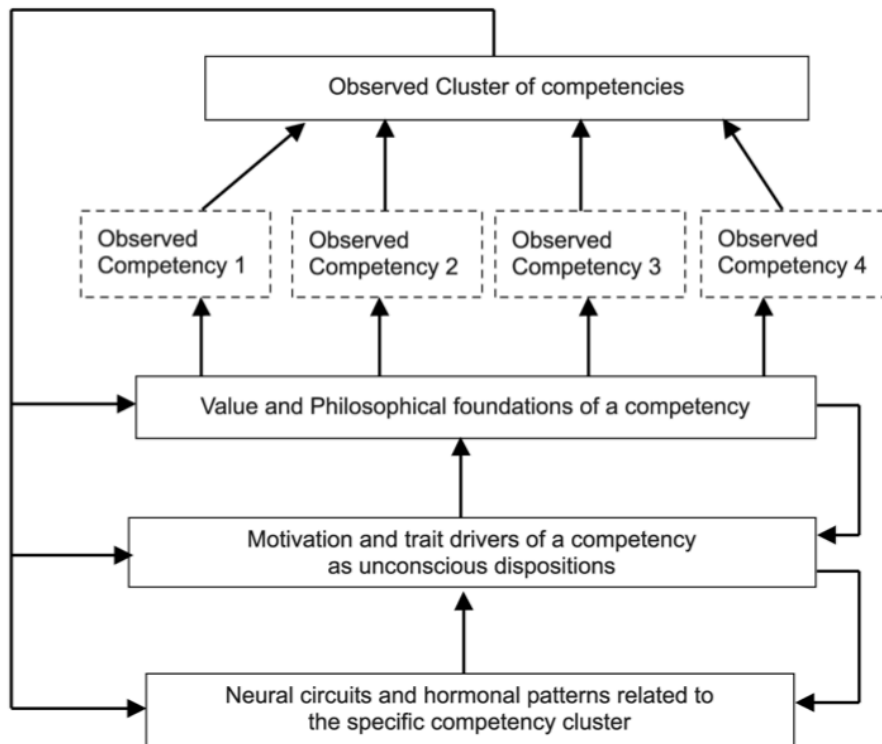 Observed Cluster of competencies
Observed
Competency 1
Observed
Competency 2
Observed
Competency 3
Observed
Competency 4
Value and Philosophical foundations of a competency
Motivation and trait drivers of a competency
as unconscious dispositions
Neural circuits and hormonal patterns related to
the specific competency cluster